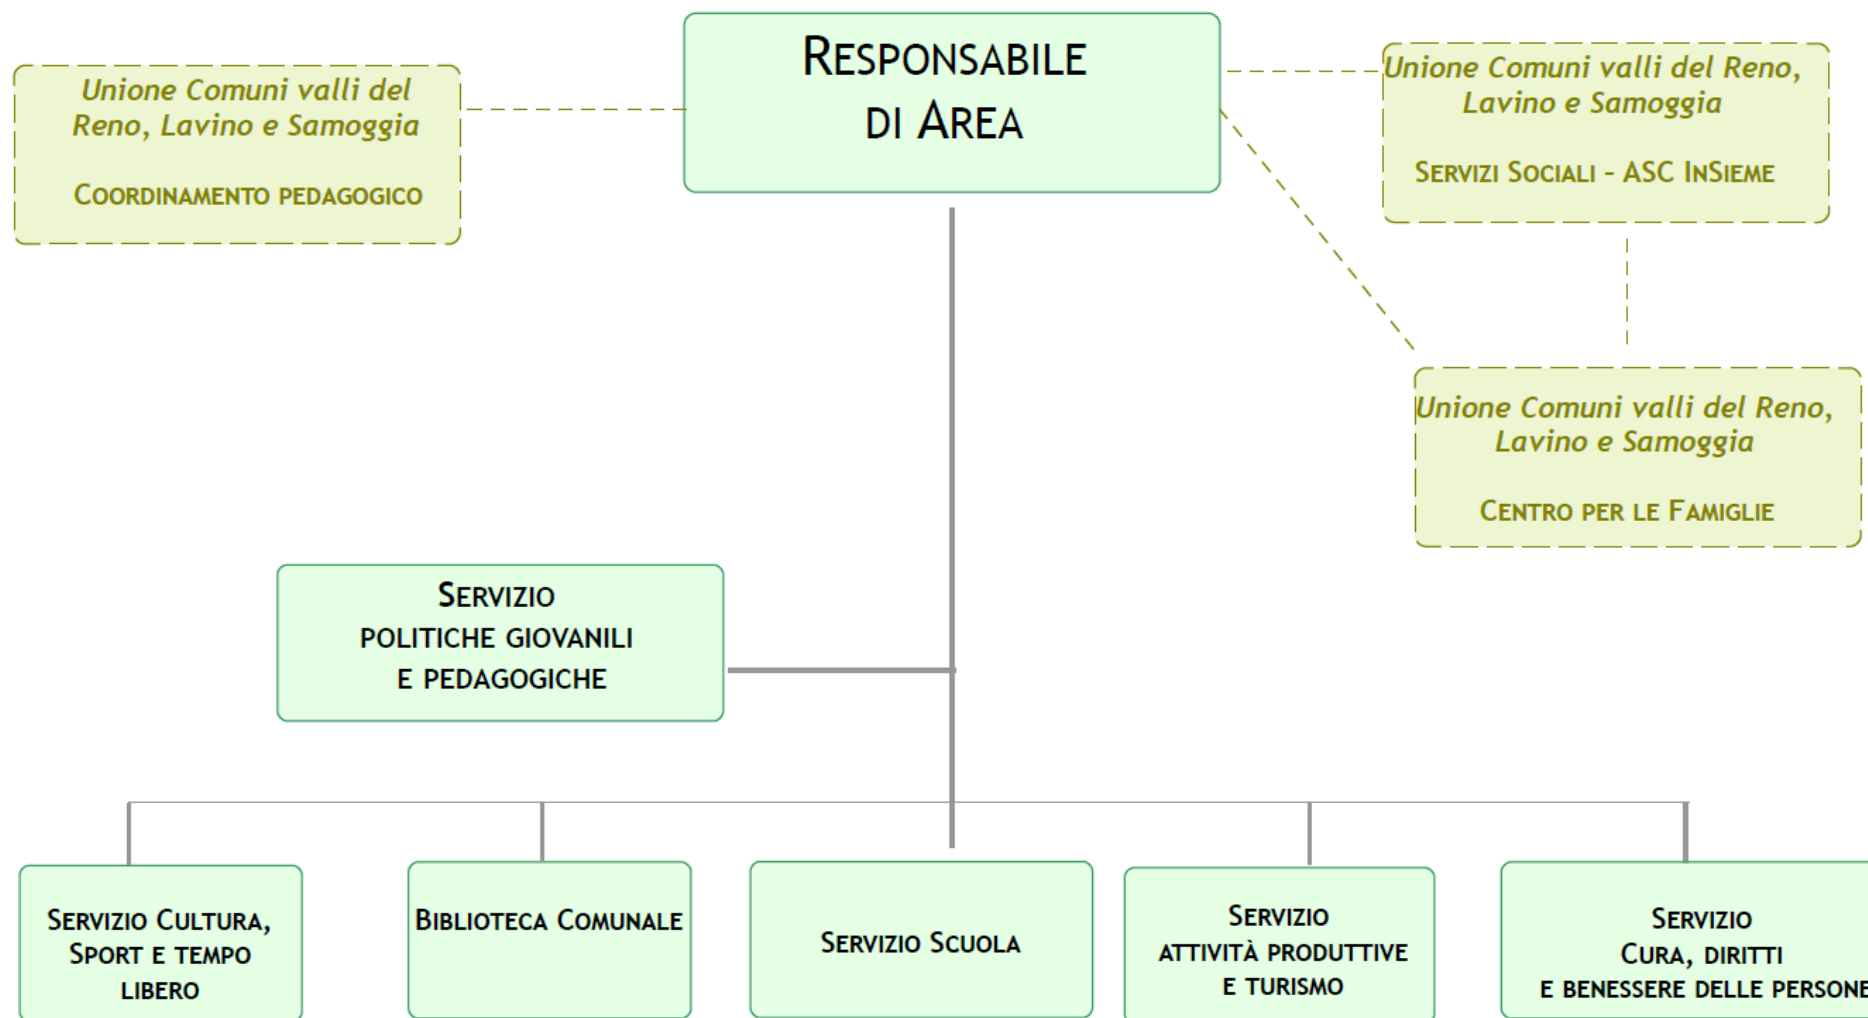 RESPONSABILE
DI AREA
Unione Comuni valli del
Reno, Lavino e Samoggia
COORDINAMENTO PEDAGOGICO
Unione Comuni valli del Reno,
Lavino e Samoggia
SERVIZI SOCIALI - ASC INSIEME
Unione Comuni valli del Reno,
Lavino e Samoggia
CENTRO PER LE FAMIGLIE
SERVIZIO
POLITICHE GIOVANILI
E PEDAGOGICHE
SERVIZIO CULTURA,
SPORT E TEMPO
LIBERO
BIBLIOTECA COMUNALE
SERVIZIO SCUOLA
SERVIZIO
ATTIVITÀ PRODUTTIVE
E TURISMO
SERVIZIO
CURA, DIRITTI
E BENESSERE DELLE PERSONE